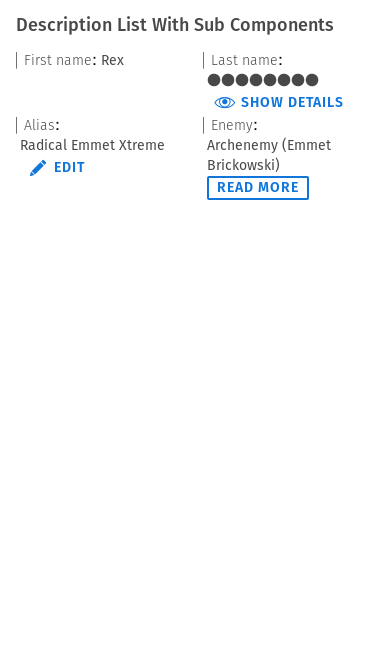 Description List With Sub Components
First name: Rex
Last name:
●●●●●●●●
SHOW DETAILS
Alias:
Radical Emmet Xtreme
EDIT
Enemy:
Archenemy (Emmet
Brickowski)
READ MORE